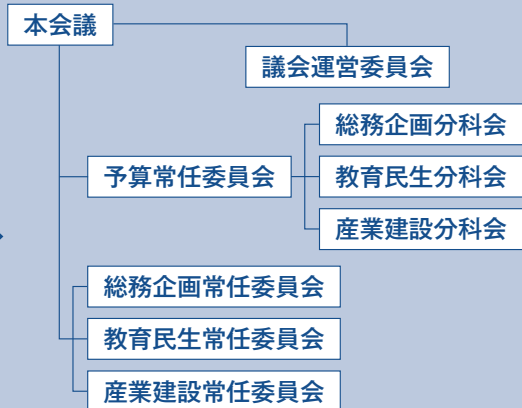 本会議
議会運営委員会
予算常任委員会
総務企画分科会
教育民生分科会
産業建設分科会
総務企画常任委員会
教育民生常任委員会
産業建設常任委員会